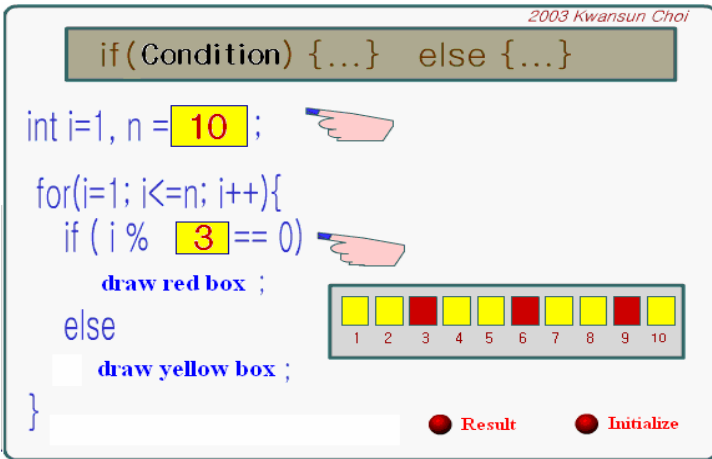 2003 Kwansun Choi
if(Condition) {...} else {...}
int i=1, n = 10 ;
for(i=1; i<=n; i++){
if ( i % 3 == 0)
draw red box ;
else
draw yellow box ;
}
1 2 3 4 5 6 7 8 9 10
Result Initialize